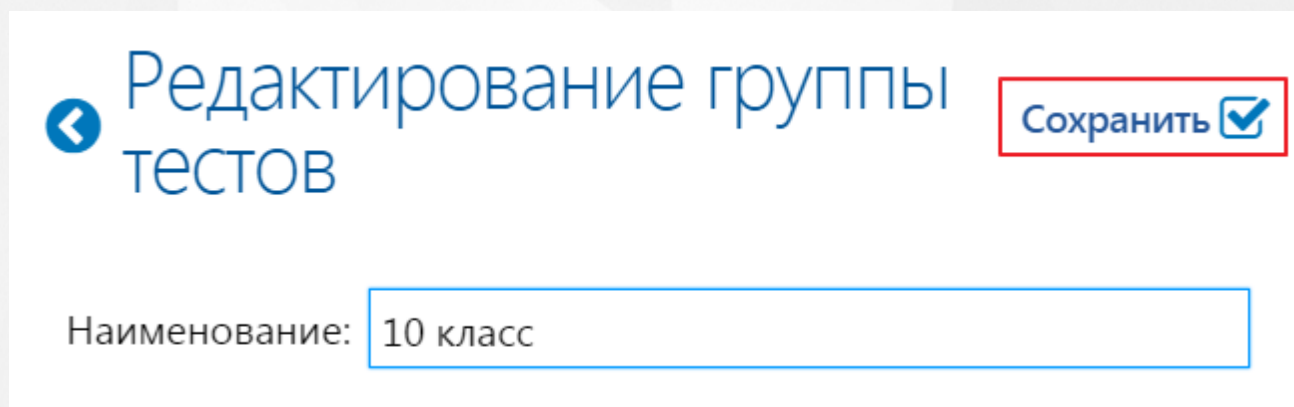 Редактирование группы
тестов
Сохранить
Наименование: 10 класс